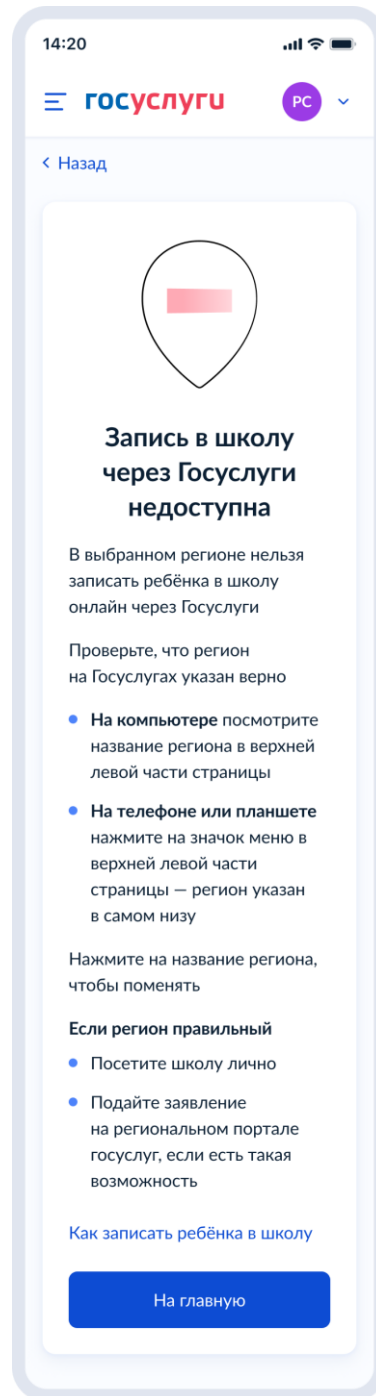 14:20
госуслуги
РС
Назад
Запись в школу
через Госуслуги
недоступна
В выбранном регионе нельзя
записать ребёнка в школу
онлайн через Госуслуги
Проверьте, что регион
на Госуслугах указан верно
На компьютере посмотрите
название региона в верхней
левой части страницы
На телефоне или планшете
нажмите на значок меню в
верхней левой части
страницы — регион указан
в самом низу
Нажмите на название региона,
чтобы поменять
Если регион правильный
Посетите школу лично
Подайте заявление
на региональном портале
госуслуг, если есть такая
возможность
Как записать ребёнка в школу
На главную